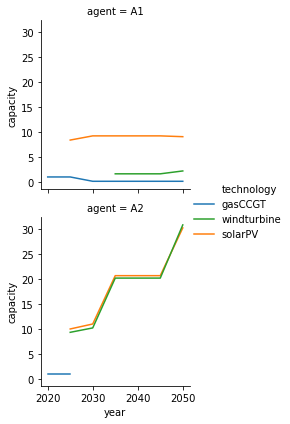 agent = A1
30
25
20
15
10
5
0
capacity
technology
gasCCGT
windturbine
solarPV
agent = A2
30
25
20
15
10
5
0
capacity
2020
2030
2040
2050
year